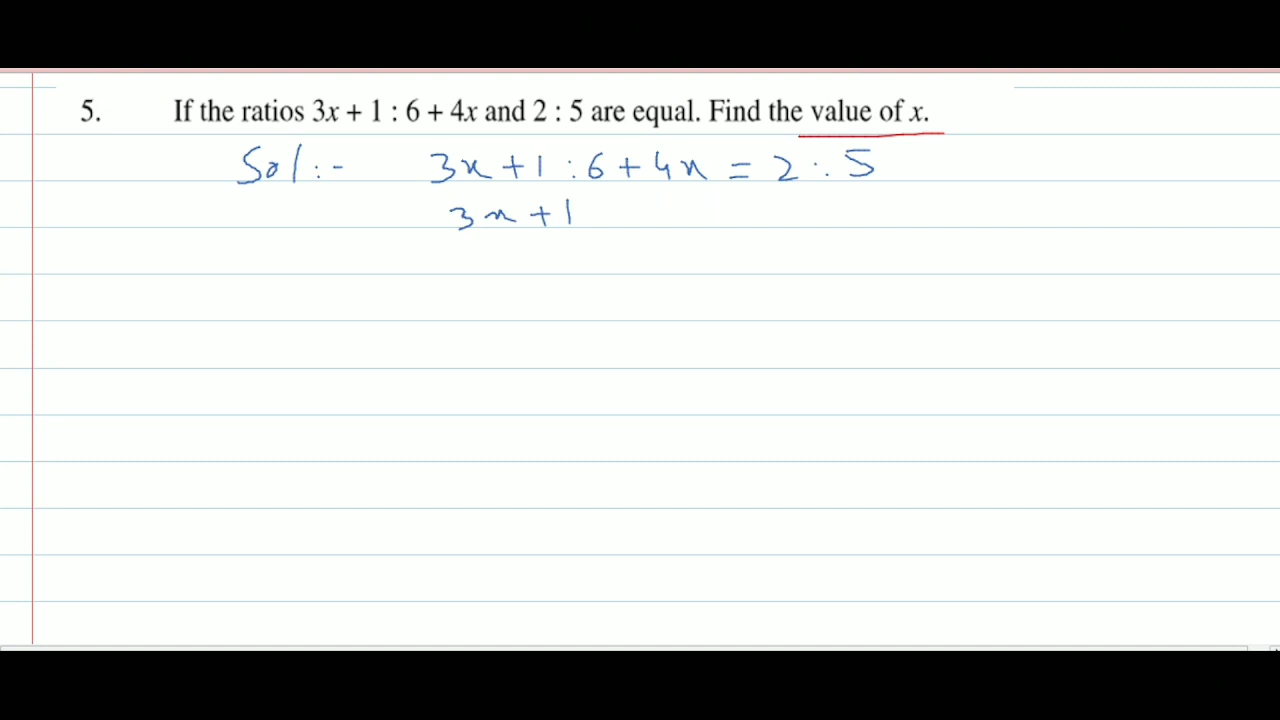 5. If the ratios 3x + 1 : 6 + 4x and 2 : 5 are equal. Find the value of x.
Sol :- 3x + 1 : 6 + 4x = 2 : 5
3x + 1